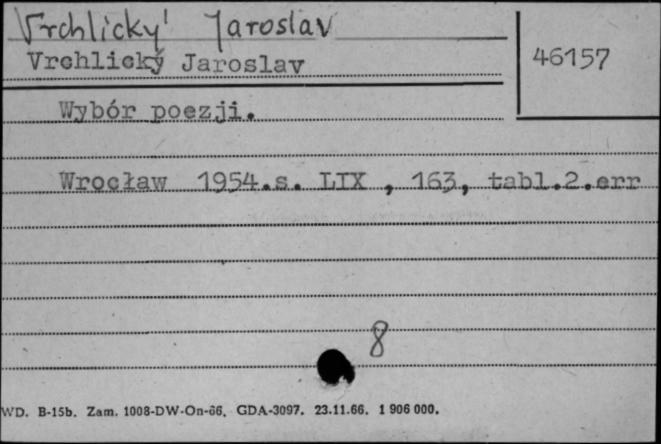 Vrchlický Jaroslav
46157
Vrchlický Jaroslav
Wybór poezji.
Wrocław 1954.s. LIX , 163, tabl.2.err
8
WD. B-15b. Zam. 1008-DW-On-66. GDA-3097. 23.11.66. 1 906 000.